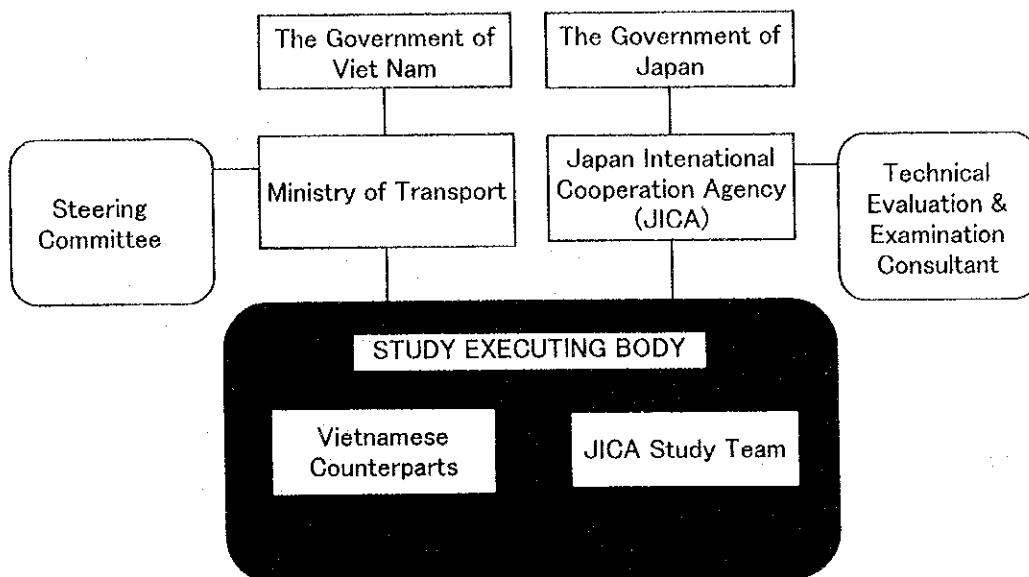 The Government of
Viet Nam
The Government of
Japan
Steering
Committee
Ministry of Transport
Japan Intenational
Cooperation Agency
(JICA)
Technical
Evaluation &
Examination
Consultant
STUDY EXECUTING BODY
Vietnamese
Counterparts
JICA Study Team